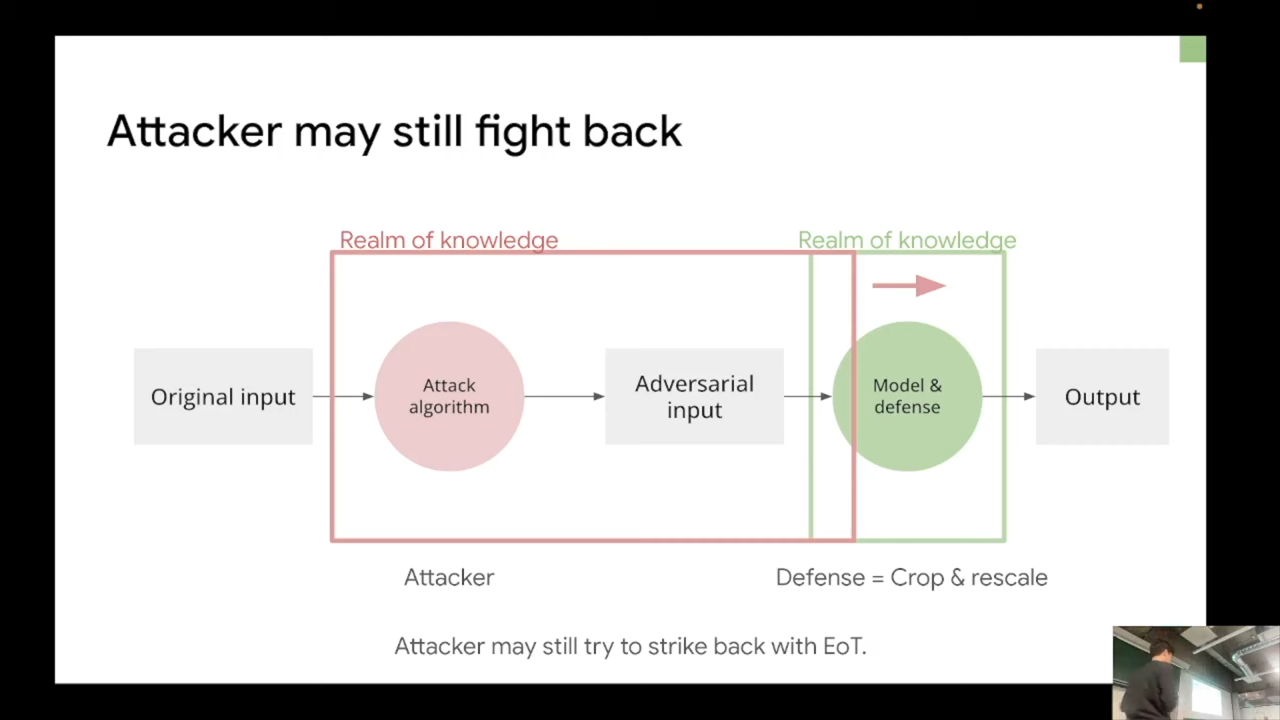 Attacker may still fight back
Realm of knowledge
Realm of knowledge
Original input
Attack
algorithm
Adversarial
input
Model &
defense
Output
Attacker
Defense = Crop & rescale
Attacker may still try to strike back with EoT.